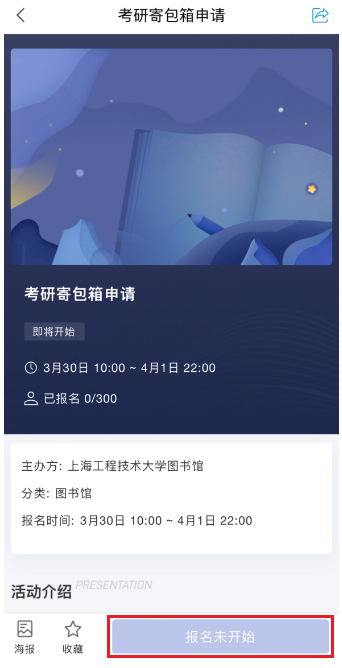 考研寄包箱申请
考研寄包箱申请
即将开始
3月30日 10:00 ~ 4月1日 22:00
已报名 0/300
主办方: 上海工程技术大学图书馆
分类: 图书馆
报名时间: 3月30日 10:00 ~ 4月1日 22:00
活动介绍 PRESENTATION
海报 收藏 报名未开始